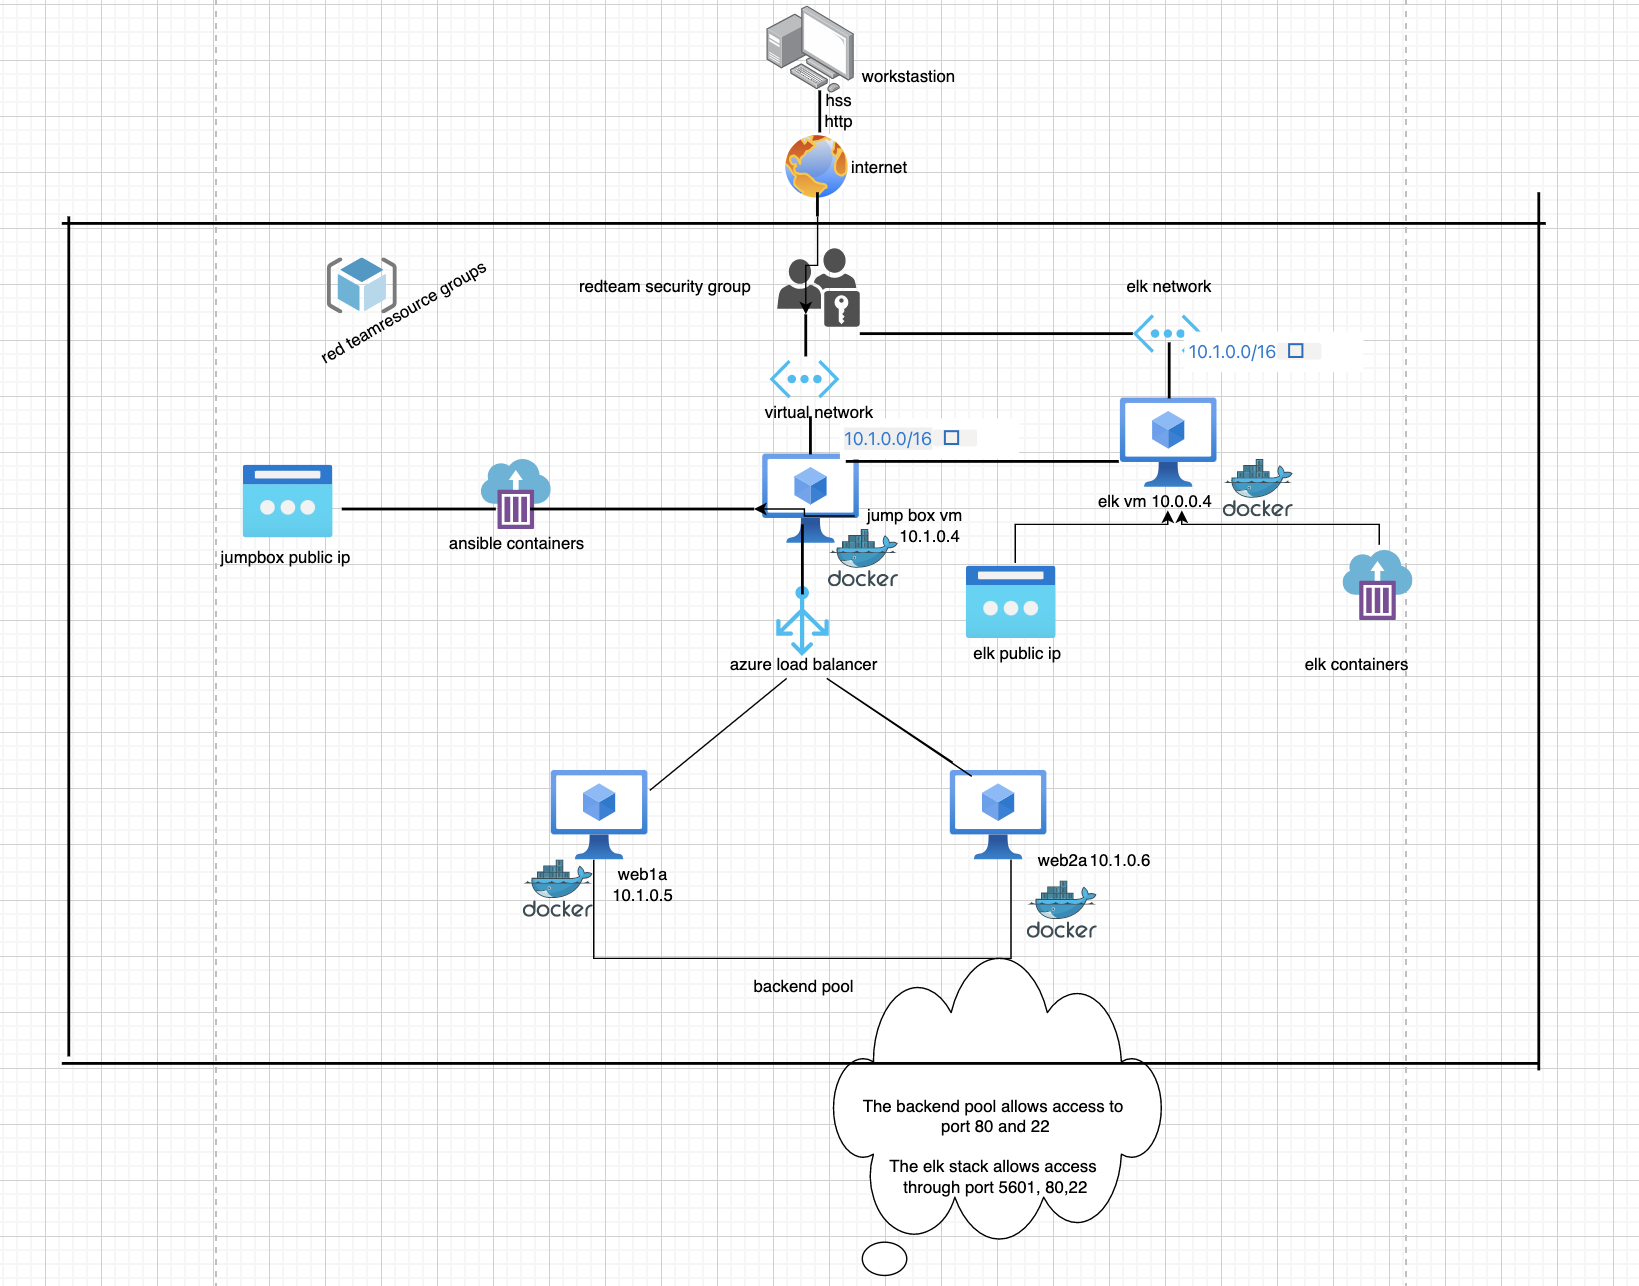 workstastion
hss
http
internet
red teamresource groups
redteam security group
elk network
10.1.0.0/16
virtual network
10.1.0.0/16
elk vm 10.0.0.4
docker
jump box vm
10.1.0.4
docker
jumpbox public ip
ansible containers
elk public ip
elk containers
azure load balancer
web1a
10.1.0.5
docker
web2a 10.1.0.6
docker
backend pool
The backend pool allows access to
port 80 and 22
The elk stack allows access
through port 5601, 80,22